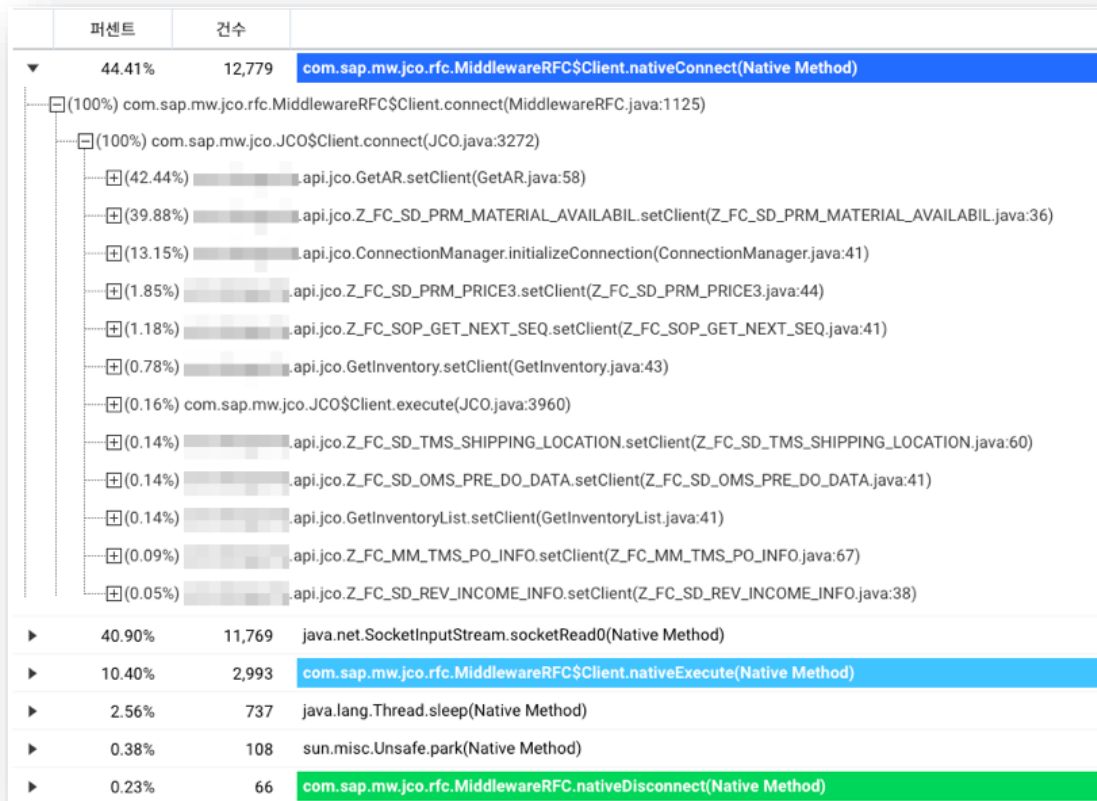 퍼센트 건수
44.41% 12,779 com.sap.mw.jco.rfc.MiddlewareRFC$Client.nativeConnect(Native Method)
(100%) com.sap.mw.jco.rfc.MiddlewareRFC$Client.connect(MiddlewareRFC.java:1125)
(100%) com.sap.mw.jco.JCO$Client.connect(JCO.java:3272)
(42.44%) .api.jco.GetAR.setClient(GetAR.java:58)
(39.88%) .api.jco.Z_FC_SD_PRM_MATERIAL_AVAILABIL.setClient(Z_FC_SD_PRM_MATERIAL_AVAILABIL.java:36)
(13.15%) .api.jco.ConnectionManager.initializeConnection(ConnectionManager.java:41)
(1.85%) .api.jco.Z_FC_SD_PRM_PRICE3.setClient(Z_FC_SD_PRM_PRICE3.java:44)
(1.18%) .api.jco.Z_FC_SOP_GET_NEXT_SEQ.setClient(Z_FC_SOP_GET_NEXT_SEQ.java:41)
(0.78%) .api.jco.GetInventory.setClient(GetInventory.java:43)
(0.16%) com.sap.mw.jco.JCO$Client.execute(JCO.java:3960)
(0.14%) .api.jco.Z_FC_SD_TMS_SHIPPING_LOCATION.setClient(Z_FC_SD_TMS_SHIPPING_LOCATION.java:60)
(0.14%) .api.jco.Z_FC_SD_OMS_PRE_DO_DATA.setClient(Z_FC_SD_OMS_PRE_DO_DATA.java:41)
(0.14%) .api.jco.GetInventoryList.setClient(GetInventoryList.java:41)
(0.09%) .api.jco.Z_FC_MM_TMS_PO_INFO.setClient(Z_FC_MM_TMS_PO_INFO.java:67)
(0.05%) .api.jco.Z_FC_SD_REV_INCOME_INFO.setClient(Z_FC_SD_REV_INCOME_INFO.java:38)
40.90% 11,769 java.net.SocketInputStream.socketRead0(Native Method)
10.40% 2,993 com.sap.mw.jco.rfc.MiddlewareRFC$Client.nativeExecute(Native Method)
2.56% 737 java.lang.Thread.sleep(Native Method)
0.38% 108 sun.misc.Unsafe.park(Native Method)
0.23% 66 com.sap.mw.jco.rfc.MiddlewareRFC.nativeDisconnect(Native Method)